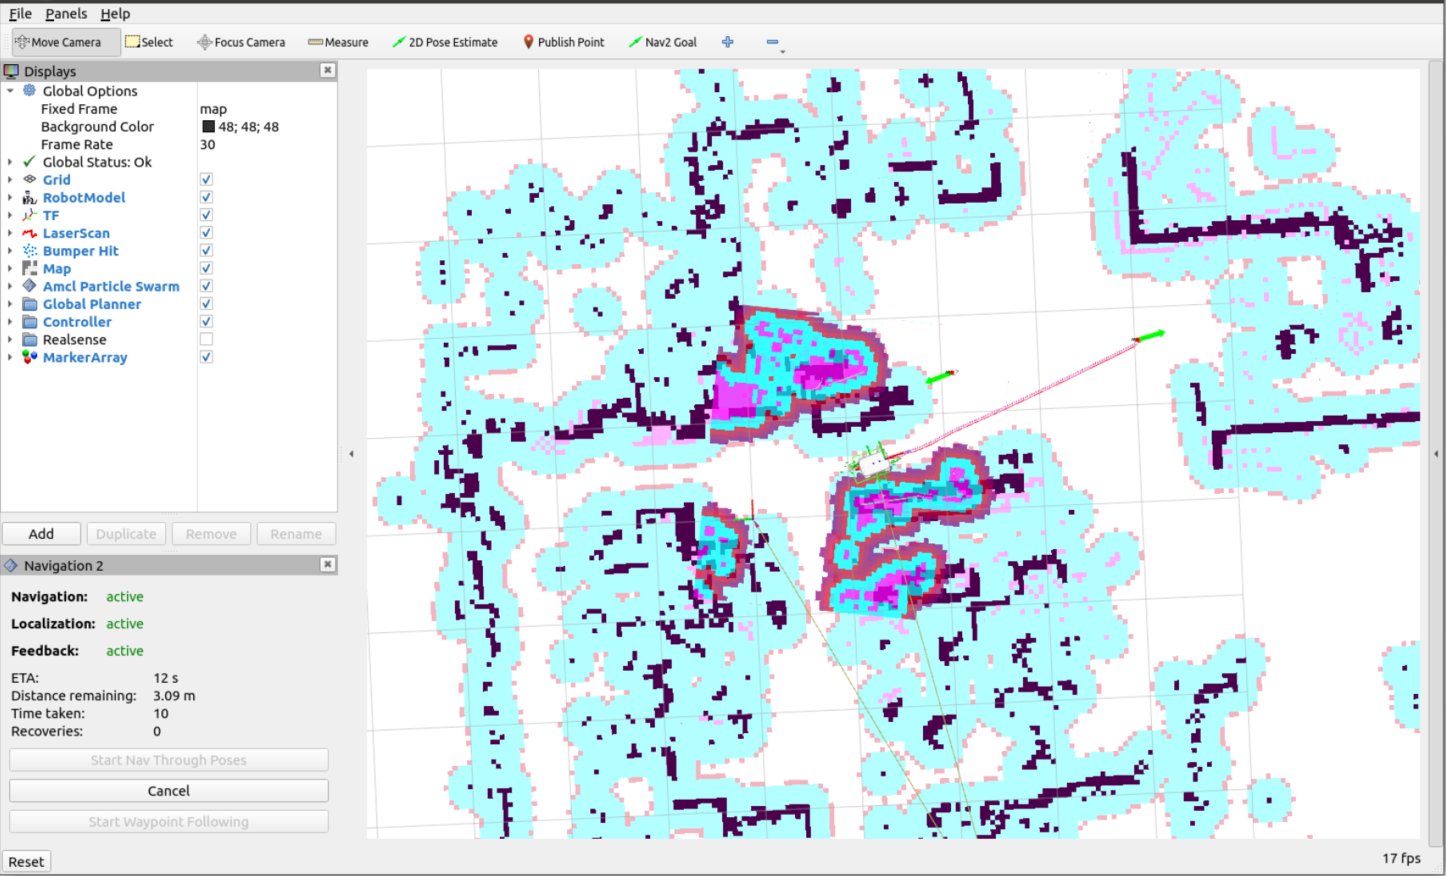 File Panels Help
Move Camera Select Focus Camera Measure 2D Pose Estimate Publish Point Nav2 Goal
Displays
Global Options
Fixed Frame map
Background Color 48; 48; 48
Frame Rate 30
Global Status: Ok
Grid
RobotModel
TF
LaserScan
Bumper Hit
Map
Amcl Particle Swarm
Global Planner
Controller
Realsense
MarkerArray
Add Duplicate Remove Rename
Navigation 2
Navigation: active
Localization: active
Feedback: active
ETA: 12 s
Distance remaining: 3.09 m
Time taken: 10
Recoveries: 0
Start Nav Through Poses
Cancel
Start Waypoint Following
Reset
17 fps